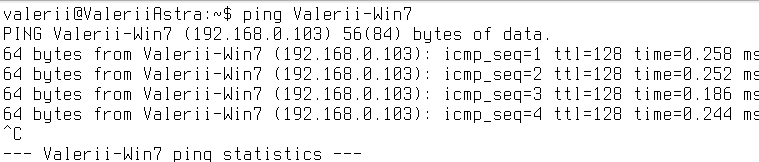 valerii@ValeriiAstra:~$ ping Valerii-Win7
PING Valerii-Win7 (192.168.0.103) 56(84) bytes of data.
64 bytes from Valerii-Win7 (192.168.0.103): icmp_seq=1 ttl=128 time=0.258 ms
64 bytes from Valerii-Win7 (192.168.0.103): icmp_seq=2 ttl=128 time=0.252 ms
64 bytes from Valerii-Win7 (192.168.0.103): icmp_seq=3 ttl=128 time=0.186 ms
64 bytes from Valerii-Win7 (192.168.0.103): icmp_seq=4 ttl=128 time=0.244 ms
^C
--- Valerii-Win7 ping statistics ---